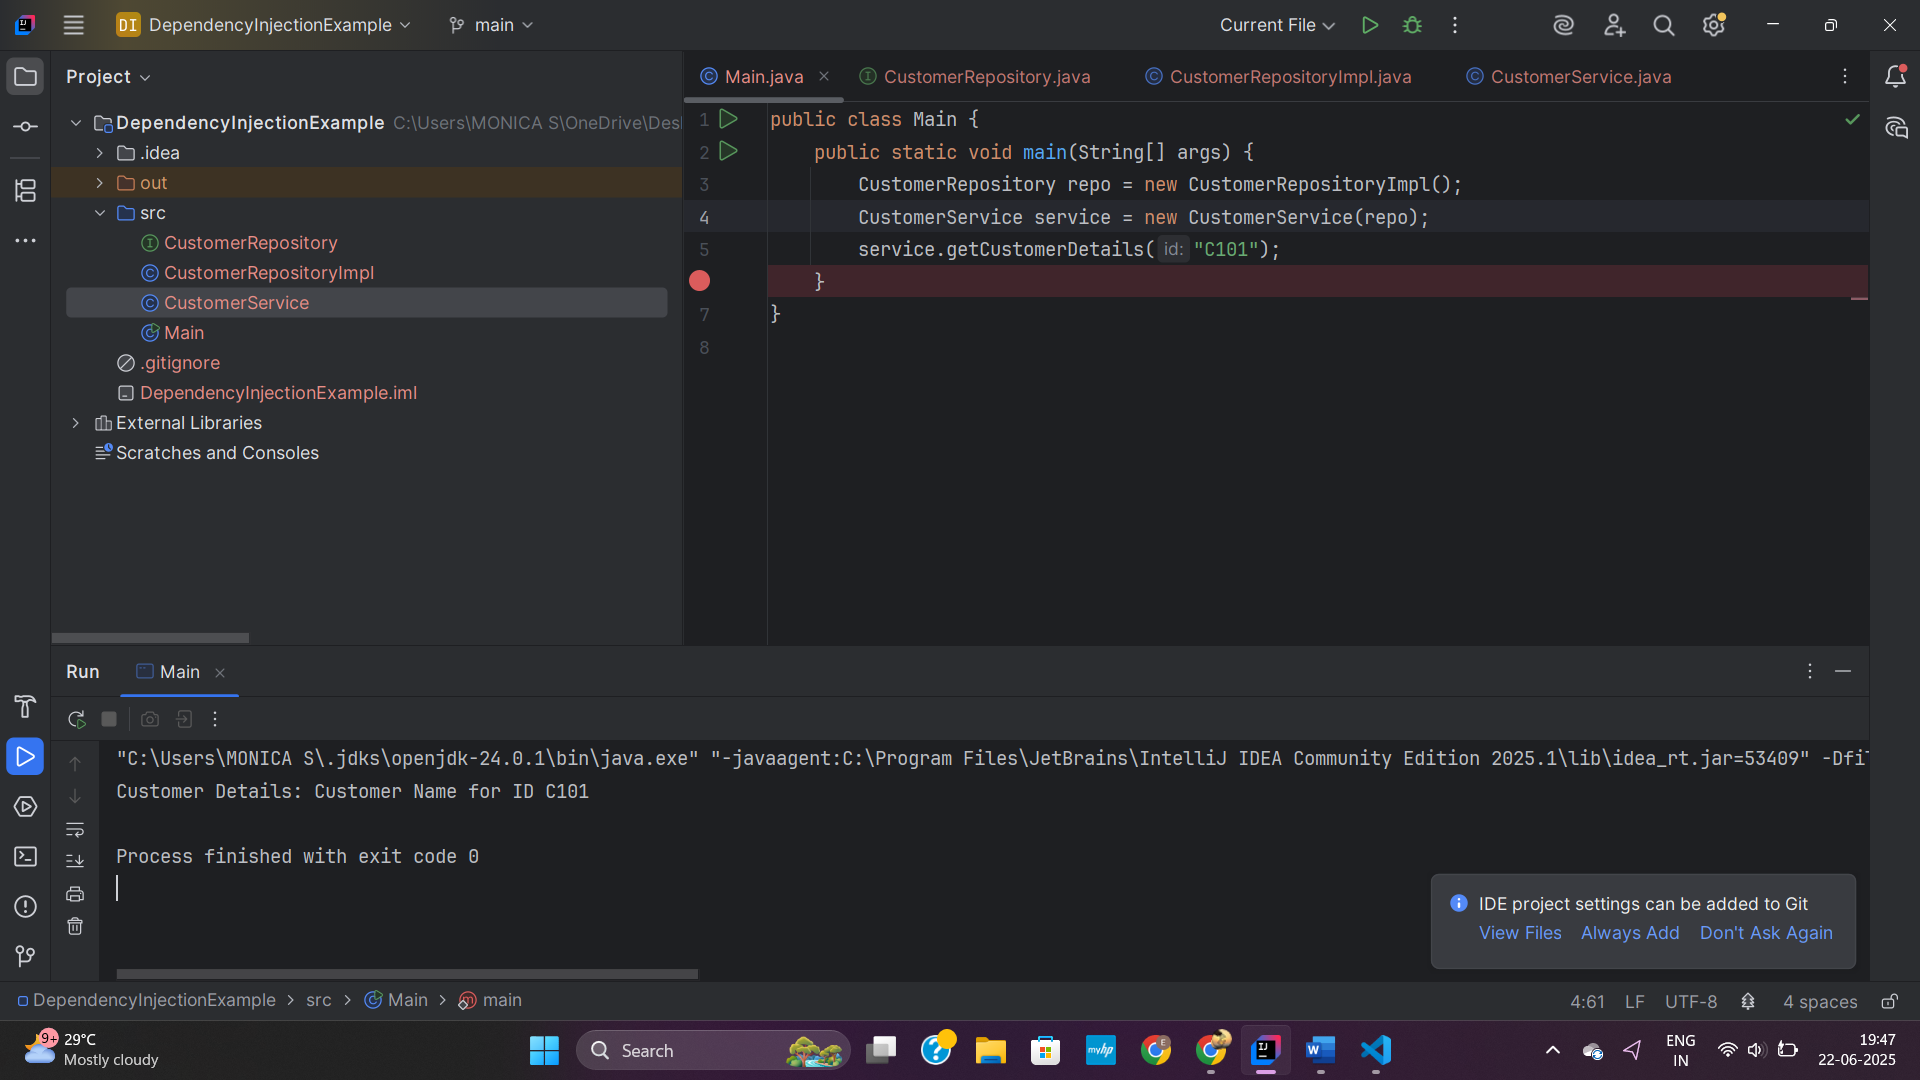 DI DependencyInjectionExample main Current File
Project
Main.java CustomerRepository.java CustomerRepositoryImpl.java CustomerService.java
DependencyInjectionExample C:\Users\MONICA S\OneDrive\Des
.idea
out
src
CustomerRepository
CustomerRepositoryImpl
CustomerService
Main
.gitignore
DependencyInjectionExample.iml
External Libraries
Scratches and Consoles
1 public class Main {
2 public static void main(String[] args) {
3 CustomerRepository repo = new CustomerRepositoryImpl();
4 CustomerService service = new CustomerService(repo);
5 service.getCustomerDetails( id: "C101");
}
7 }
8
Run Main
"C:\Users\MONICA S\.jdks\openjdk-24.0.1\bin\java.exe" "-javaagent:C:\Program Files\JetBrains\IntelliJ IDEA Community Edition 2025.1\lib\idea_rt.jar=53409" -Dfi
Customer Details: Customer Name for ID C101
Process finished with exit code 0
IDE project settings can be added to Git
View Files Always Add Don't Ask Again
DependencyInjectionExample > src > Main > main
4:61 LF UTF-8 4 spaces
9+ 29°C
Mostly cloudy
Search
myhp
ENG
IN
19:47
22-06-2025